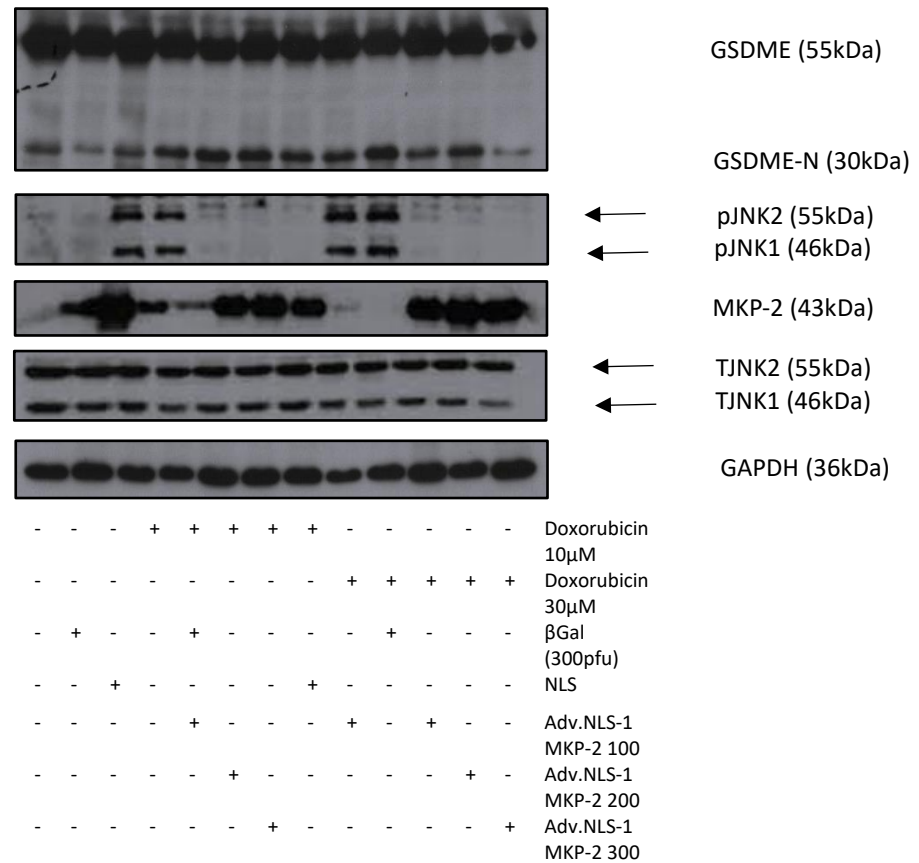 GSDME (55kDa)
GSDME-N (30kDa)
pJNK2 (55kDa)
pJNK1 (46kDa)
MKP-2 (43kDa)
TJNK2 (55kDa)
TJNK1 (46kDa)
GAPDH (36kDa)
- - - + + + + + - - - - - Doxorubicin
10µM
- - - - - - - - + + + + + Doxorubicin
30µM
- + - - + - - - - + - - - βGal
(300pfu)
- - + - - - - + - - - - - NLS
- - - - + - - - + - + - - Adv.NLS-1
MKP-2 100
- - - - - + - - - - - + - Adv.NLS-1
MKP-2 200
- - - - - - + - - - - - + Adv.NLS-1
MKP-2 300